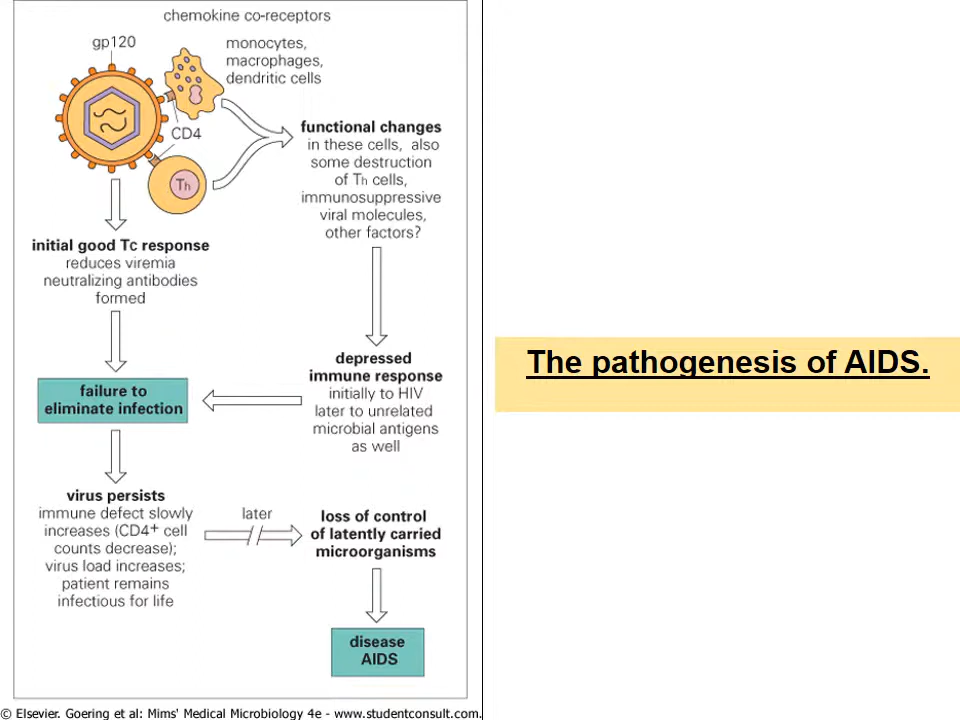 chemokine co-receptors
gp120
monocytes,
macrophages,
dendritic cells
CD4
Th
functional changes
in these cells, also
some destruction
of Th cells,
immunosuppressive
viral molecules,
other factors?
initial good Tc response
reduces viremia
neutralizing antibodies
formed
depressed
immune response
initially to HIV
later to unrelated
microbial antigens
as well
failure to
eliminate infection
virus persists
immune defect slowly
increases (CD4+ cell
counts decrease);
virus load increases;
patient remains
infectious for life
later
loss of control
of latently carried
microorganisms
disease
AIDS
© Elsevier. Goering et al: Mims' Medical Microbiology 4e - www.studentconsult.com.
The pathogenesis of AIDS.